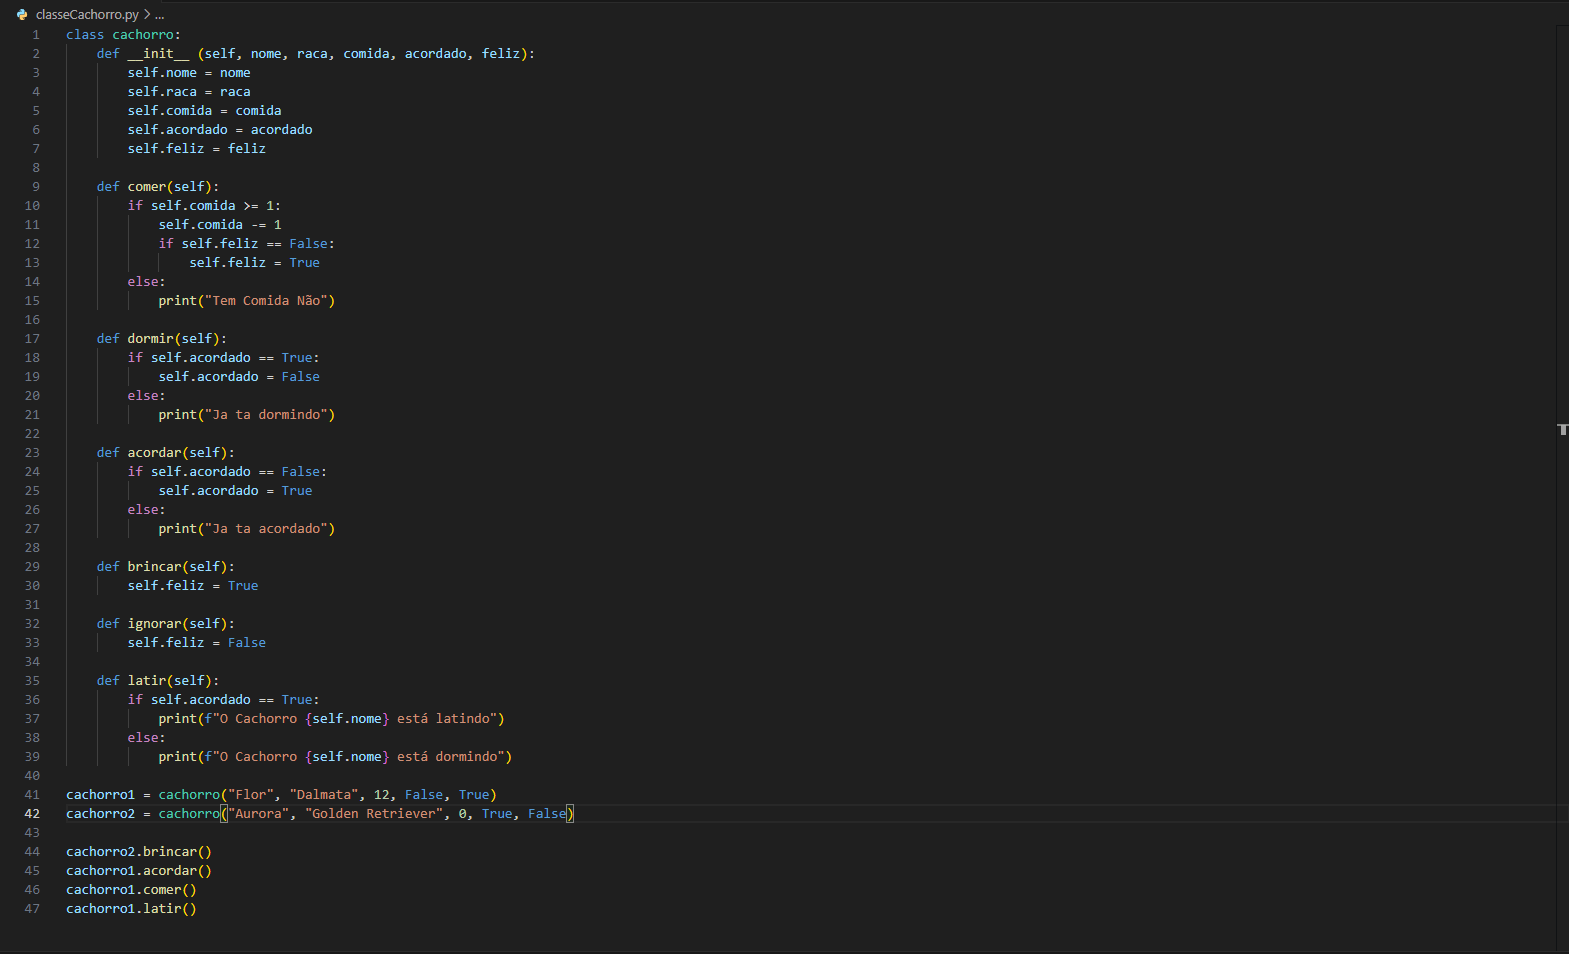 classeCachorro.py > ...
1 class cachorro:
2     def __init__ (self, nome, raca, comida, acordado, feliz):
3         self.nome = nome
4         self.raca = raca
5         self.comida = comida
6         self.acordado = acordado
7         self.feliz = feliz
8
9     def comer(self):
10         if self.comida >= 1:
11             self.comida -= 1
12             if self.feliz == False:
13                 self.feliz = True
14         else:
15             print("Tem Comida Não")
16
17     def dormir(self):
18         if self.acordado == True:
19             self.acordado = False
20         else:
21             print("Ja ta dormindo")
22
23     def acordar(self):
24         if self.acordado == False:
25             self.acordado = True
26         else:
27             print("Ja ta acordado")
28
29     def brincar(self):
30         self.feliz = True
31
32     def ignorar(self):
33         self.feliz = False
34
35     def latir(self):
36         if self.acordado == True:
37             print(f"O Cachorro {self.nome} está latindo")
38         else:
39             print(f"O Cachorro {self.nome} está dormindo")
40
41 cachorro1 = cachorro("Flor", "Dalmata", 12, False, True)
42 cachorro2 = cachorro("Aurora", "Golden Retriever", 0, True, False)
43
44 cachorro2.brincar()
45 cachorro1.acordar()
46 cachorro1.comer()
47 cachorro1.latir()